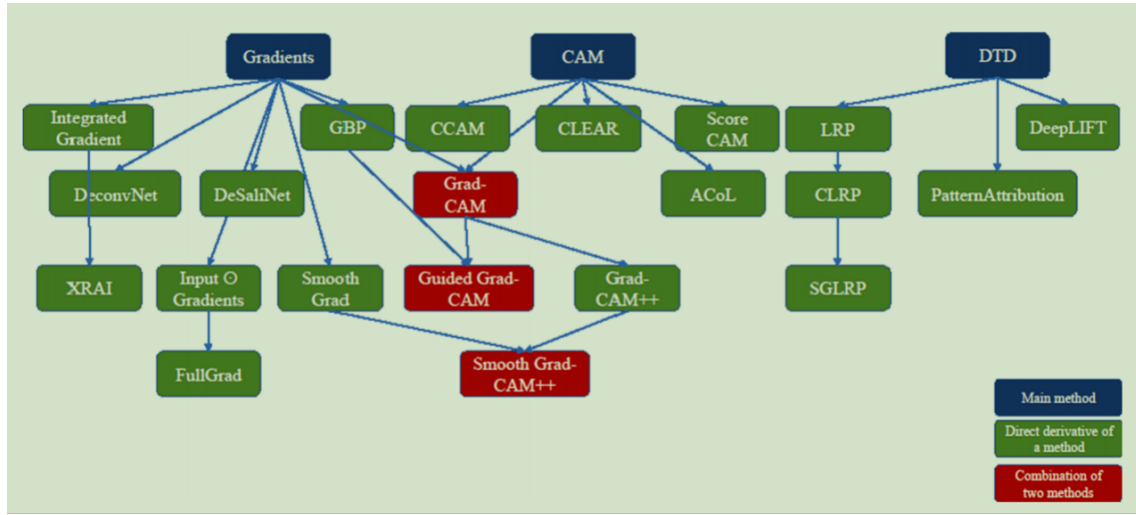 Gradients
CAM
DTD
Integrated
Gradient
GBP
CCAM
CLEAR
Score
CAM
LRP
DeepLIFT
DeconvNet
DeSaliNet
Grad-
CAM
ACoL
CLRP
PatternAttribution
XRAI
Input ⊙
Gradients
Smooth
Grad
Guided Grad-
CAM
Grad-
CAM++
SGLRP
FullGrad
Smooth Grad-
CAM++
Main method
Direct derivative of
a method
Combination of
two methods